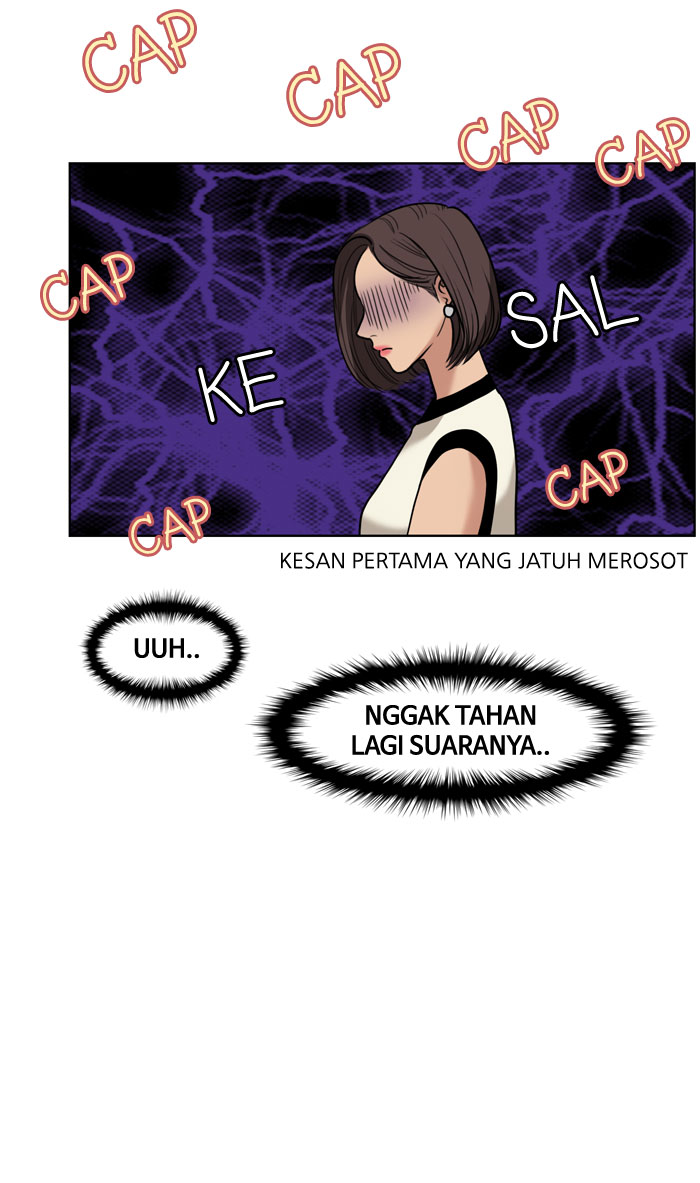 CAP
CAP
CAP
CAP
CAP
KE
SAL
CAP
CAP
KESAN PERTAMA YANG JATUH MEROSOT
UUH..
NGGAK TAHAN
LAGI SUARANYA..